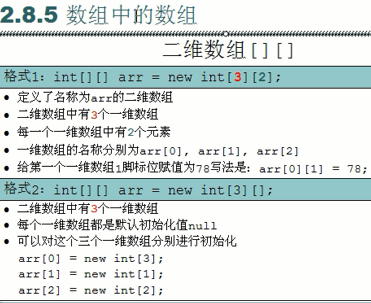 2.8.5 数组中的数组
二维数组[][]
格式1: int[][] arr = new int[3][2];
• 定义了名称为arr的二维数组
• 二维数组中有3个一维数组
• 每一个一维数组中有2个元素
• 一维数组的名称分别为arr[0], arr[1], arr[2]
• 给第一个一维数组1脚标位赋值为78写法是: arr[0][1] = 78;
格式2: int[][] arr = new int[3][];
• 二维数组中有3个一维数组
• 每个一维数组都是默认初始化值null
• 可以对这个三个一维数组分别进行初始化
arr[0] = new int[3];
arr[1] = new int[1];
arr[2] = new int[2];